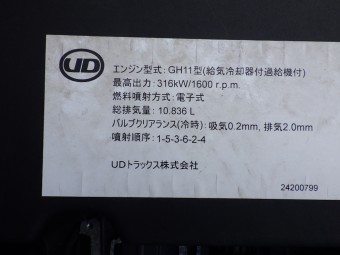 UD
エンジン型式: GH11型(給気冷却器付過給機付)
最高出力: 316kW/1600 r.p.m.
燃料噴射方式: 電子式
総排気量: 10.836 L
バルブクリアランス(冷時): 吸気0.2mm, 排気2.0mm
噴射順序: 1-5-3-6-2-4
UDトラックス株式会社
24200799